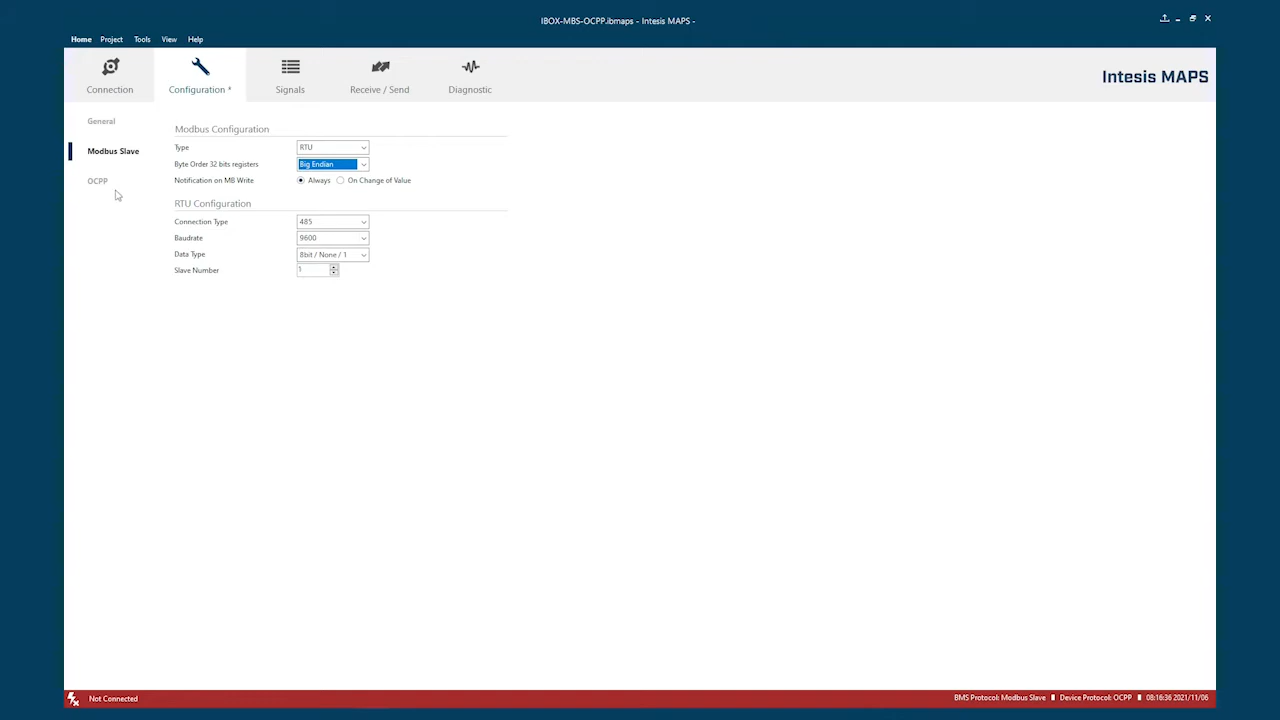 IBOX-MBS-OCPP.ibmaps - Intesis MAPS -
Home Project Tools View Help
Connection Configuration * Signals Receive / Send Diagnostic
Intesis MAPS
General
Modbus Slave
OCPP
Modbus Configuration
Type RTU
Byte Order 32 bits registers Big Endian
Notification on MB Write Always On Change of Value
RTU Configuration
Connection Type 485
Baudrate 9600
Data Type 8bit / None / 1
Slave Number 1
Not Connected
BMS Protocol: Modbus Slave Device Protocol: OCPP 08:16:36 2021/11/06